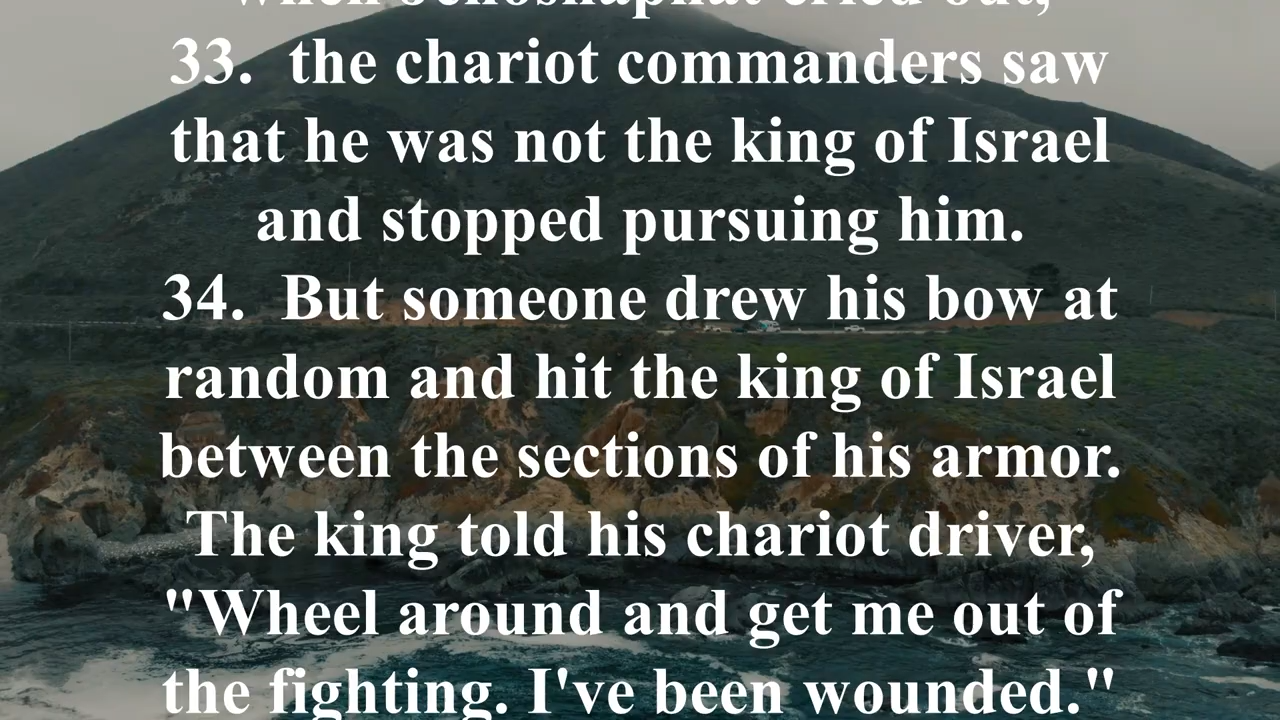 when Jehoshaphat cried out,
33. the chariot commanders saw
that he was not the king of Israel
and stopped pursuing him.
34. But someone drew his bow at
random and hit the king of Israel
between the sections of his armor.
The king told his chariot driver,
"Wheel around and get me out of
the fighting. I've been wounded."